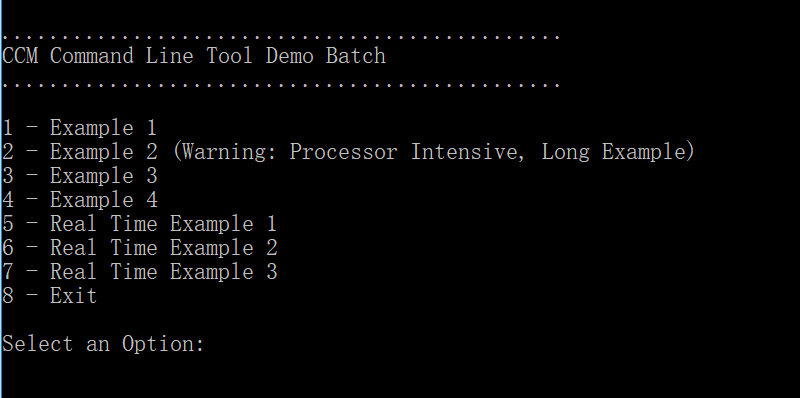 ...............................................
CCM Command Line Tool Demo Batch
...............................................
1 - Example 1
2 - Example 2 (Warning: Processor Intensive, Long Example)
3 - Example 3
4 - Example 4
5 - Real Time Example 1
6 - Real Time Example 2
7 - Real Time Example 3
8 - Exit
Select an Option: